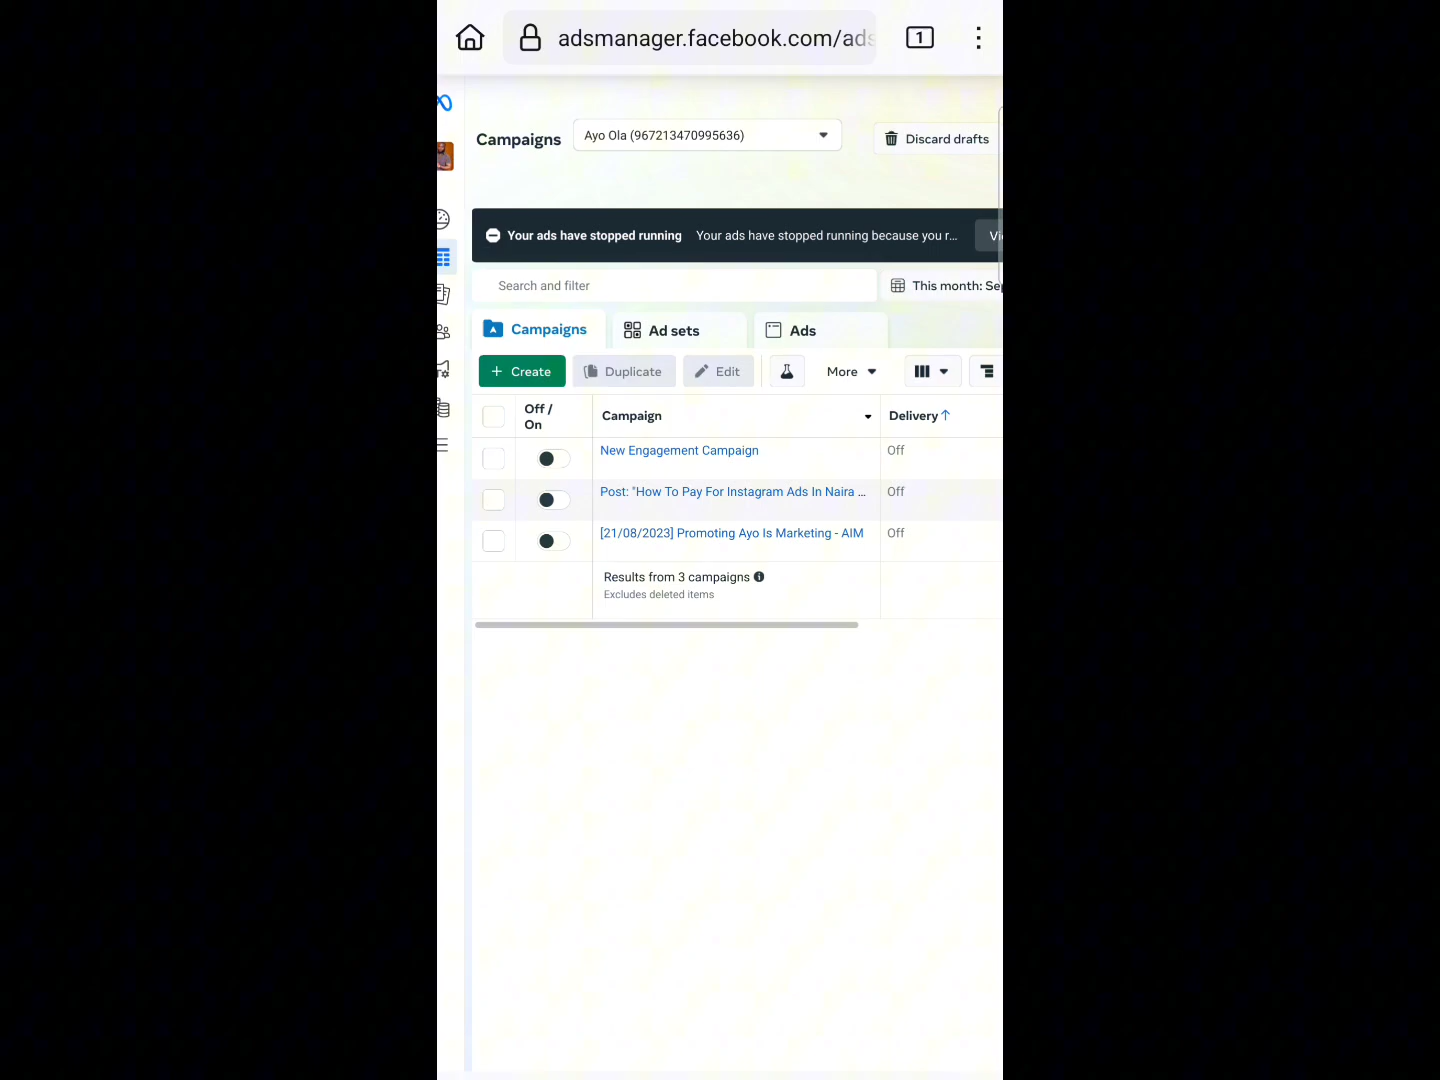 adsmanager.facebook.com/ads
1
Campaigns
Ayo Ola (967213470995636)
Discard drafts
Your ads have stopped running Your ads have stopped running because you r...
Search and filter
This month:
Campaigns
Ad sets
Ads
+ Create
Duplicate
Edit
More
Off / On
Campaign
Delivery↑
New Engagement Campaign
Off
Post: "How To Pay For Instagram Ads In Naira ...
Off
[21/08/2023] Promoting Ayo Is Marketing - AIM
Off
Results from 3 campaigns
Excludes deleted items